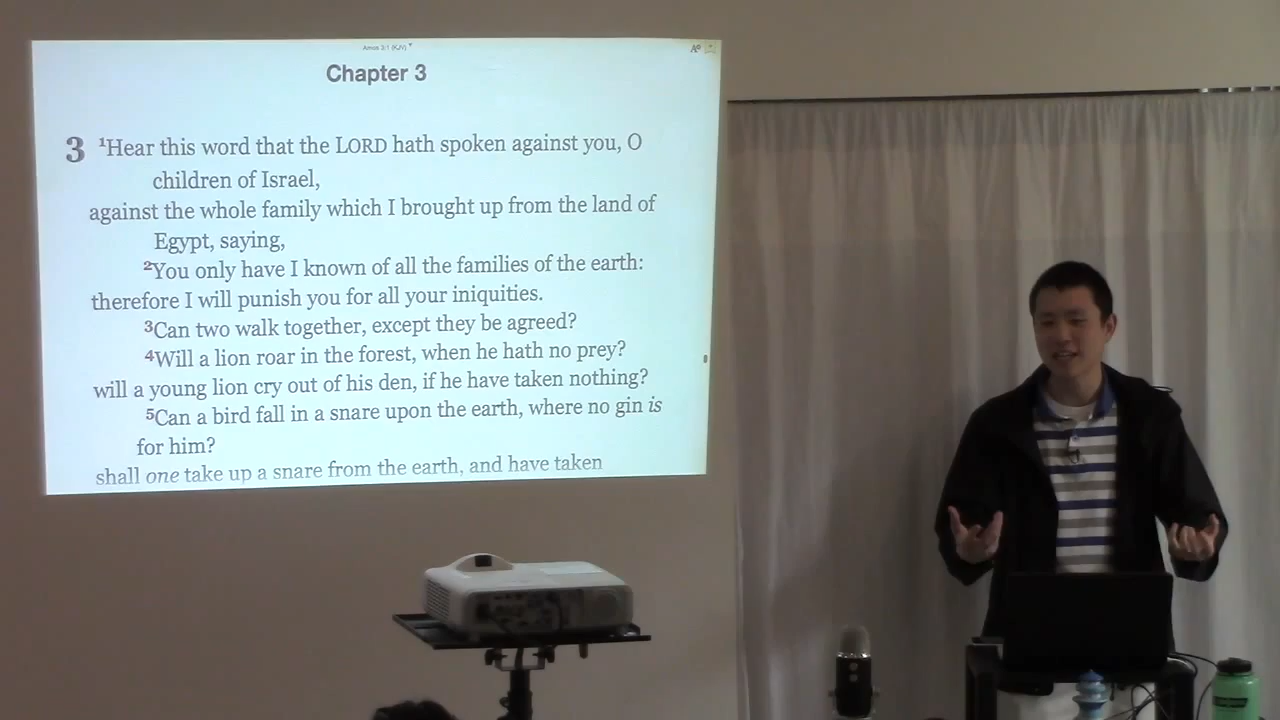 Amos 3:1 (KJV)
Chapter 3
3 1Hear this word that the LORD hath spoken against you, O
children of Israel,
against the whole family which I brought up from the land of
Egypt, saying,
2You only have I known of all the families of the earth:
therefore I will punish you for all your iniquities.
3Can two walk together, except they be agreed?
4Will a lion roar in the forest, when he hath no prey?
will a young lion cry out of his den, if he have taken nothing?
5Can a bird fall in a snare upon the earth, where no gin is
for him?
shall one take up a snare from the earth, and have taken